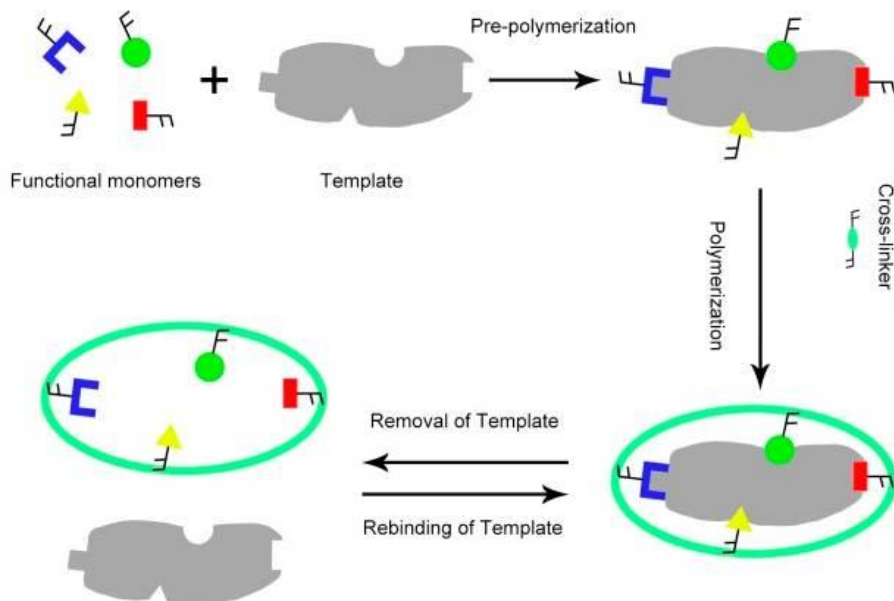 Pre-polymerization
+
Functional monomers
Template
Polymerization
Cross-linker
Removal of Template
Rebinding of Template